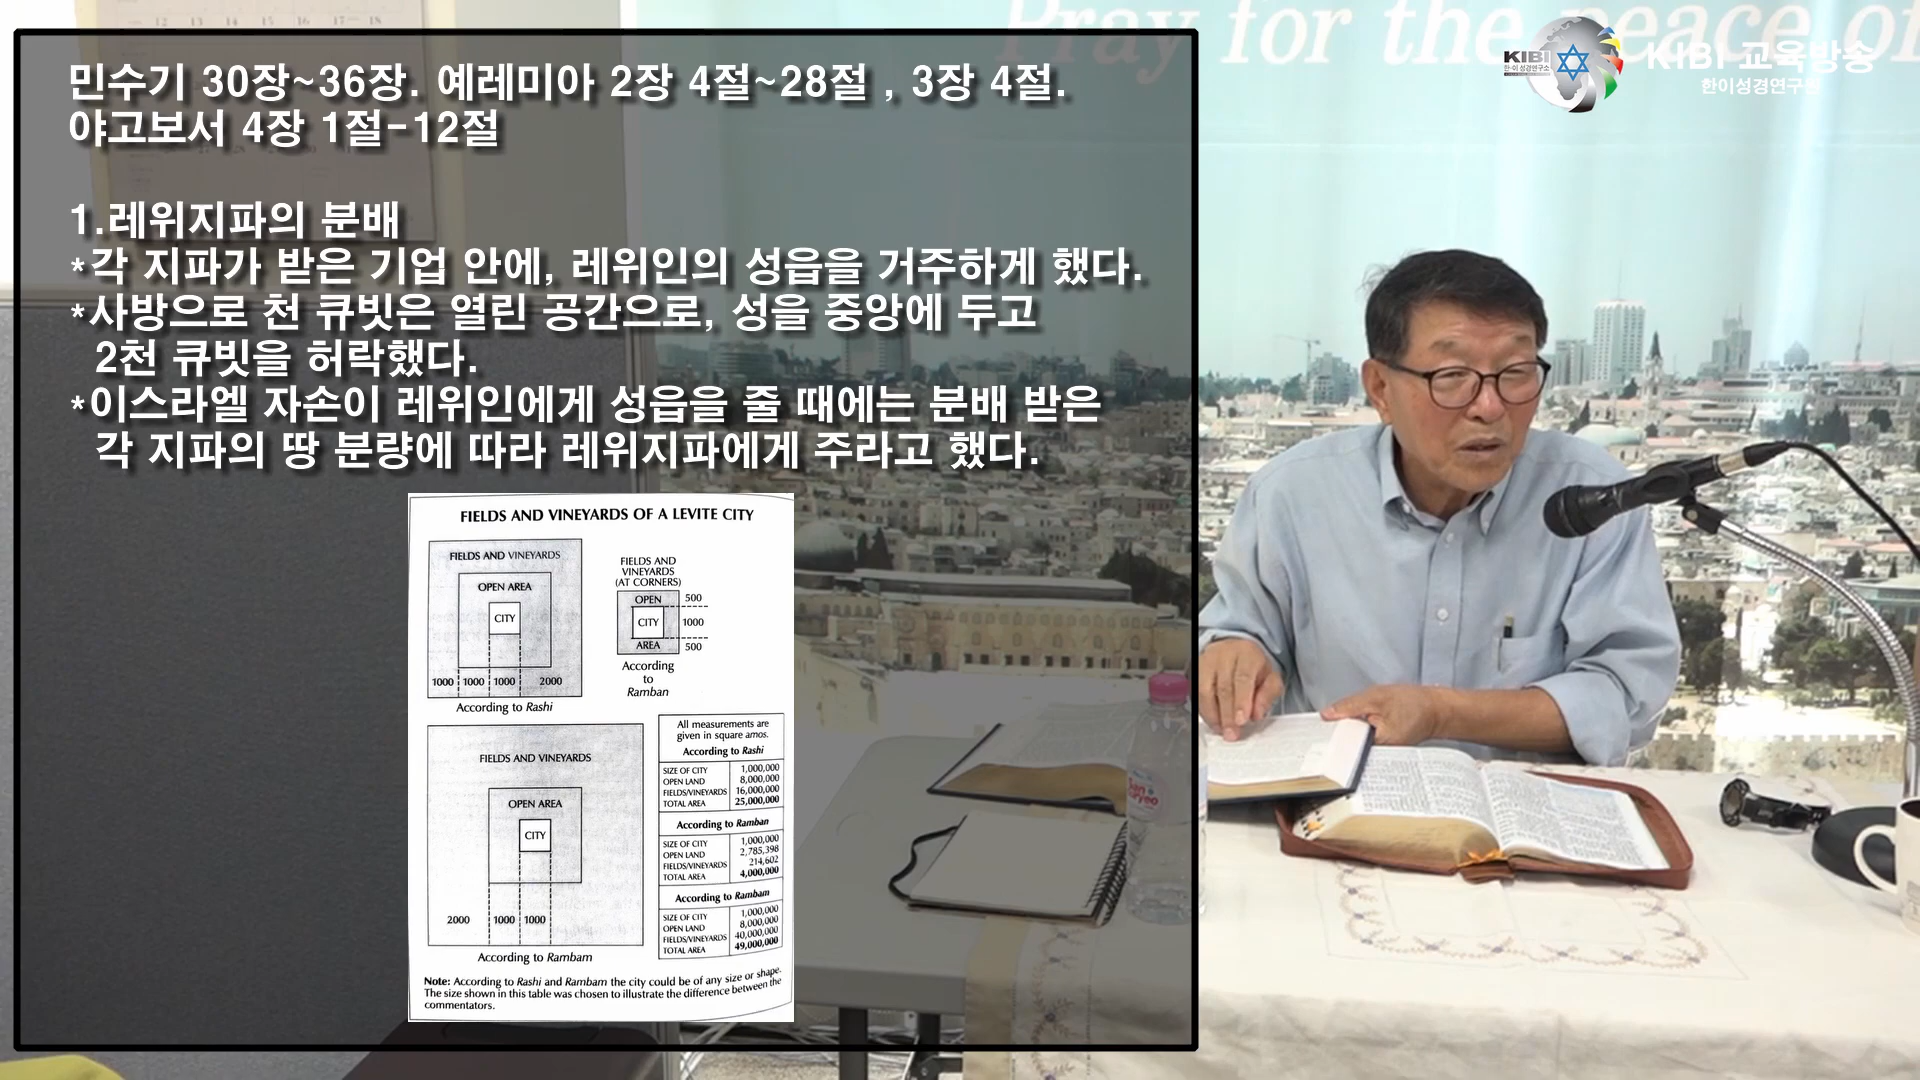 Pray for the peace of
KIBI
한·이 성경연구소
KIBI 교육방송
한이성경연구원
12 13 14 15 16 17 18
민수기 30장~36장. 예레미아 2장 4절~28절 , 3장 4절.
야고보서 4장 1절-12절
1.레위지파의 분배
*각 지파가 받은 기업 안에, 레위인의 성읍을 거주하게 했다.
*사방으로 천 큐빗은 열린 공간으로, 성을 중앙에 두고
2천 큐빗을 허락했다.
*이스라엘 자손이 레위인에게 성읍을 줄 때에는 분배 받은
각 지파의 땅 분량에 따라 레위지파에게 주라고 했다.
FIELDS AND VINEYARDS OF A LEVITE CITY
FIELDS AND VINEYARDS
OPEN AREA
CITY
1000 1000 1000 2000
According to Rashi
FIELDS AND
VINEYARDS
(AT CORNERS)
OPEN 500
CITY 1000
AREA 500
According
to
Ramban
FIELDS AND VINEYARDS
OPEN AREA
CITY
2000 1000 1000
According to Rambam
All measurements are
given in square amos.
According to Rashi
SIZE OF CITY 1,000,000
OPEN LAND 8,000,000
FIELDS/VINEYARDS 16,000,000
TOTAL AREA 25,000,000
According to Ramban
SIZE OF CITY 1,000,000
OPEN LAND 2,785,398
FIELDS/VINEYARDS 214,602
TOTAL AREA 4,000,000
According to Rambam
SIZE OF CITY 1,000,000
OPEN LAND 8,000,000
FIELDS/VINEYARDS 40,000,000
TOTAL AREA 49,000,000
Note: According to Rashi and Rambam the city could be of any size or shape.
The size shown in this table was chosen to illustrate the difference between the
commentators.